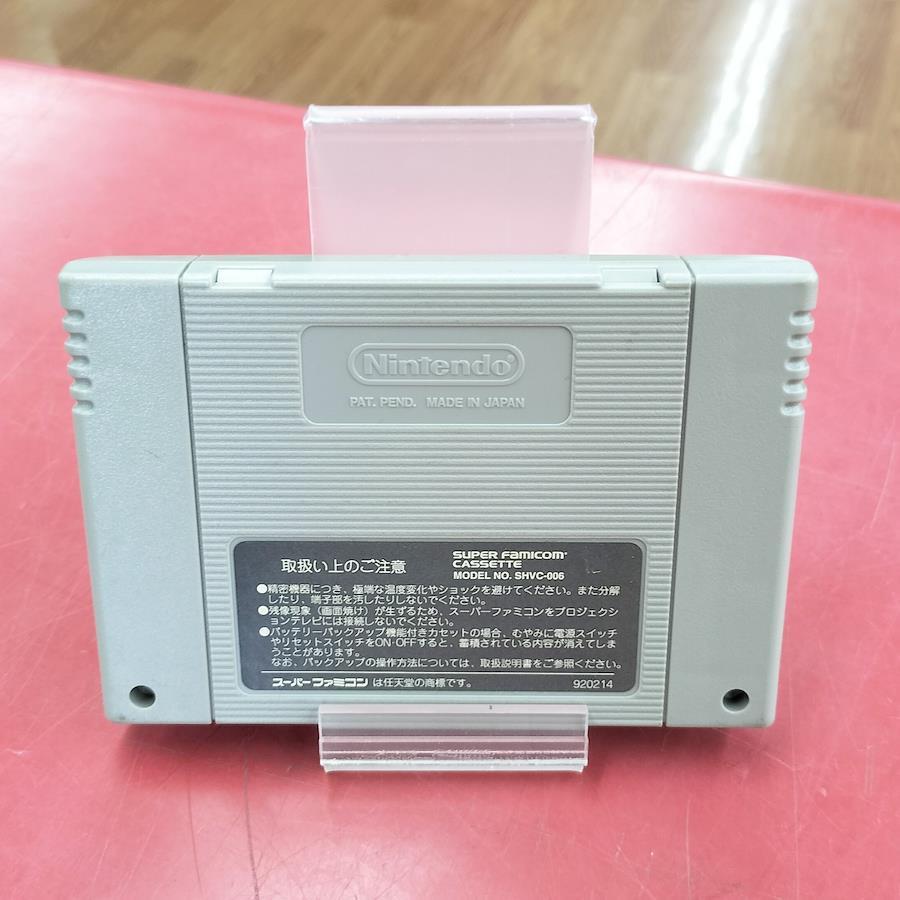 Nintendo®
PAT. PEND. MADE IN JAPAN
取扱い上のご注意
SUPER FAMICOM™
CASSETTE
MODEL NO. SHVC-006
●精密機器につき、極端な温度変化やショックを避けてください。また分解
したり、端子部を汚したりしないでください。
●残像現象（画面焼け）が生ずるため、スーパーファミコンをプロジェクシ
ョンテレビには接続しないでください。
●バッテリーバックアップ機能付きカセットの場合、むやみに電源スイッチ
やリセットスイッチをON・OFFすると、蓄積されている内容が消えてしま
うことがあります。
なお、バックアップの操作方法については、取扱説明書をご参照ください。
スーパーファミコン は任天堂の商標です。 920214